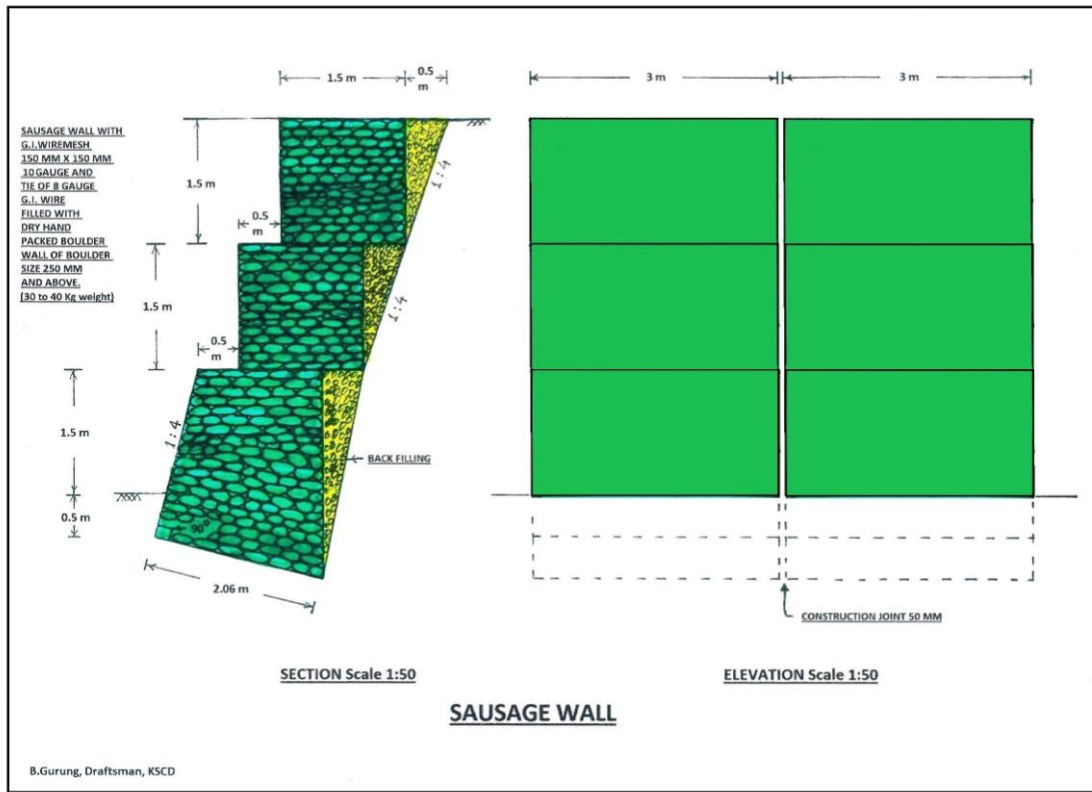 1.5 m
0.5
m
3 m
3 m
SAUSAGE WALL WITH
G.I.WIREMESH
150 MM X 150 MM
10GAUGE AND
TIE OF 8 GAUGE
G.I. WIRE
FILLED WITH
DRY HAND
PACKED BOULDER
WALL OF BOULDER
SIZE 250 MM
AND ABOVE.
(30 to 40 Kg weight)
1.5 m
1:4
0.5
m
1.5 m
1:4
0.5
m
1.5 m
1:4
BACK FILLING
0.5 m
90°
2.06 m
CONSTRUCTION JOINT 50 MM
SECTION Scale 1:50
ELEVATION Scale 1:50
SAUSAGE WALL
B.Gurung, Draftsman, KSCD